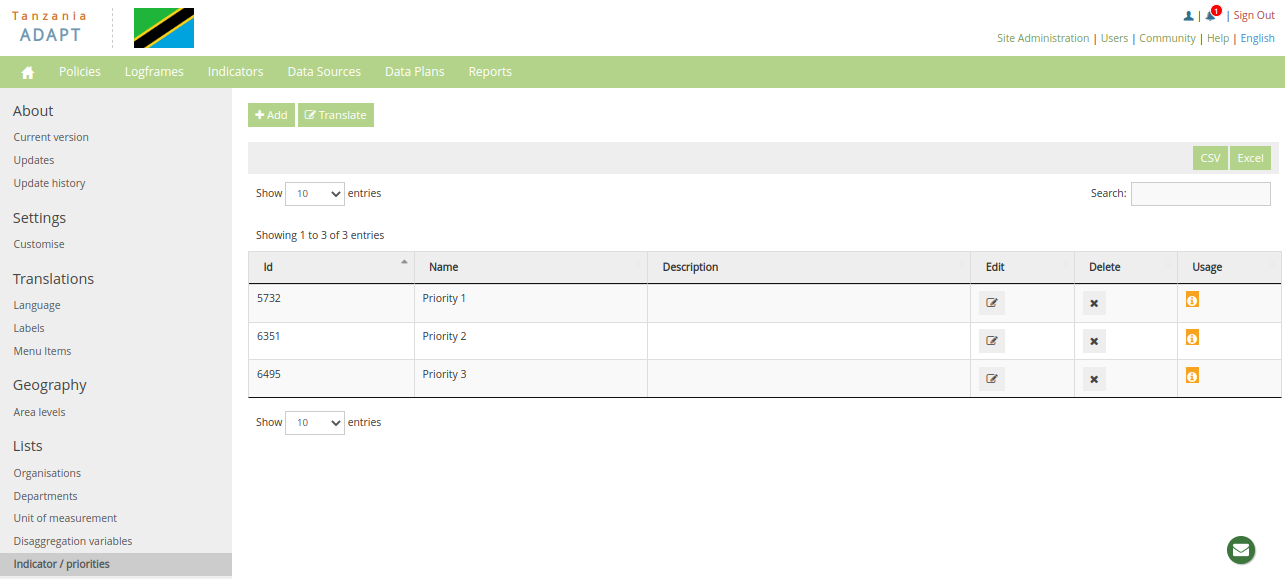 Tanzania
ADAPT
| 1 | Sign Out
Site Administration | Users | Community | Help | English
Policies Logframes Indicators Data Sources Data Plans Reports
About
Current version
Updates
Update history
Settings
Customise
Translations
Language
Labels
Menu Items
Geography
Area levels
Lists
Organisations
Departments
Unit of measurement
Disaggregation variables
Indicator / priorities
Add Translate
CSV Excel
Show 10 entries Search:
Showing 1 to 3 of 3 entries
Id Name Description Edit Delete Usage
5732 Priority 1
6351 Priority 2
6495 Priority 3
Show 10 entries